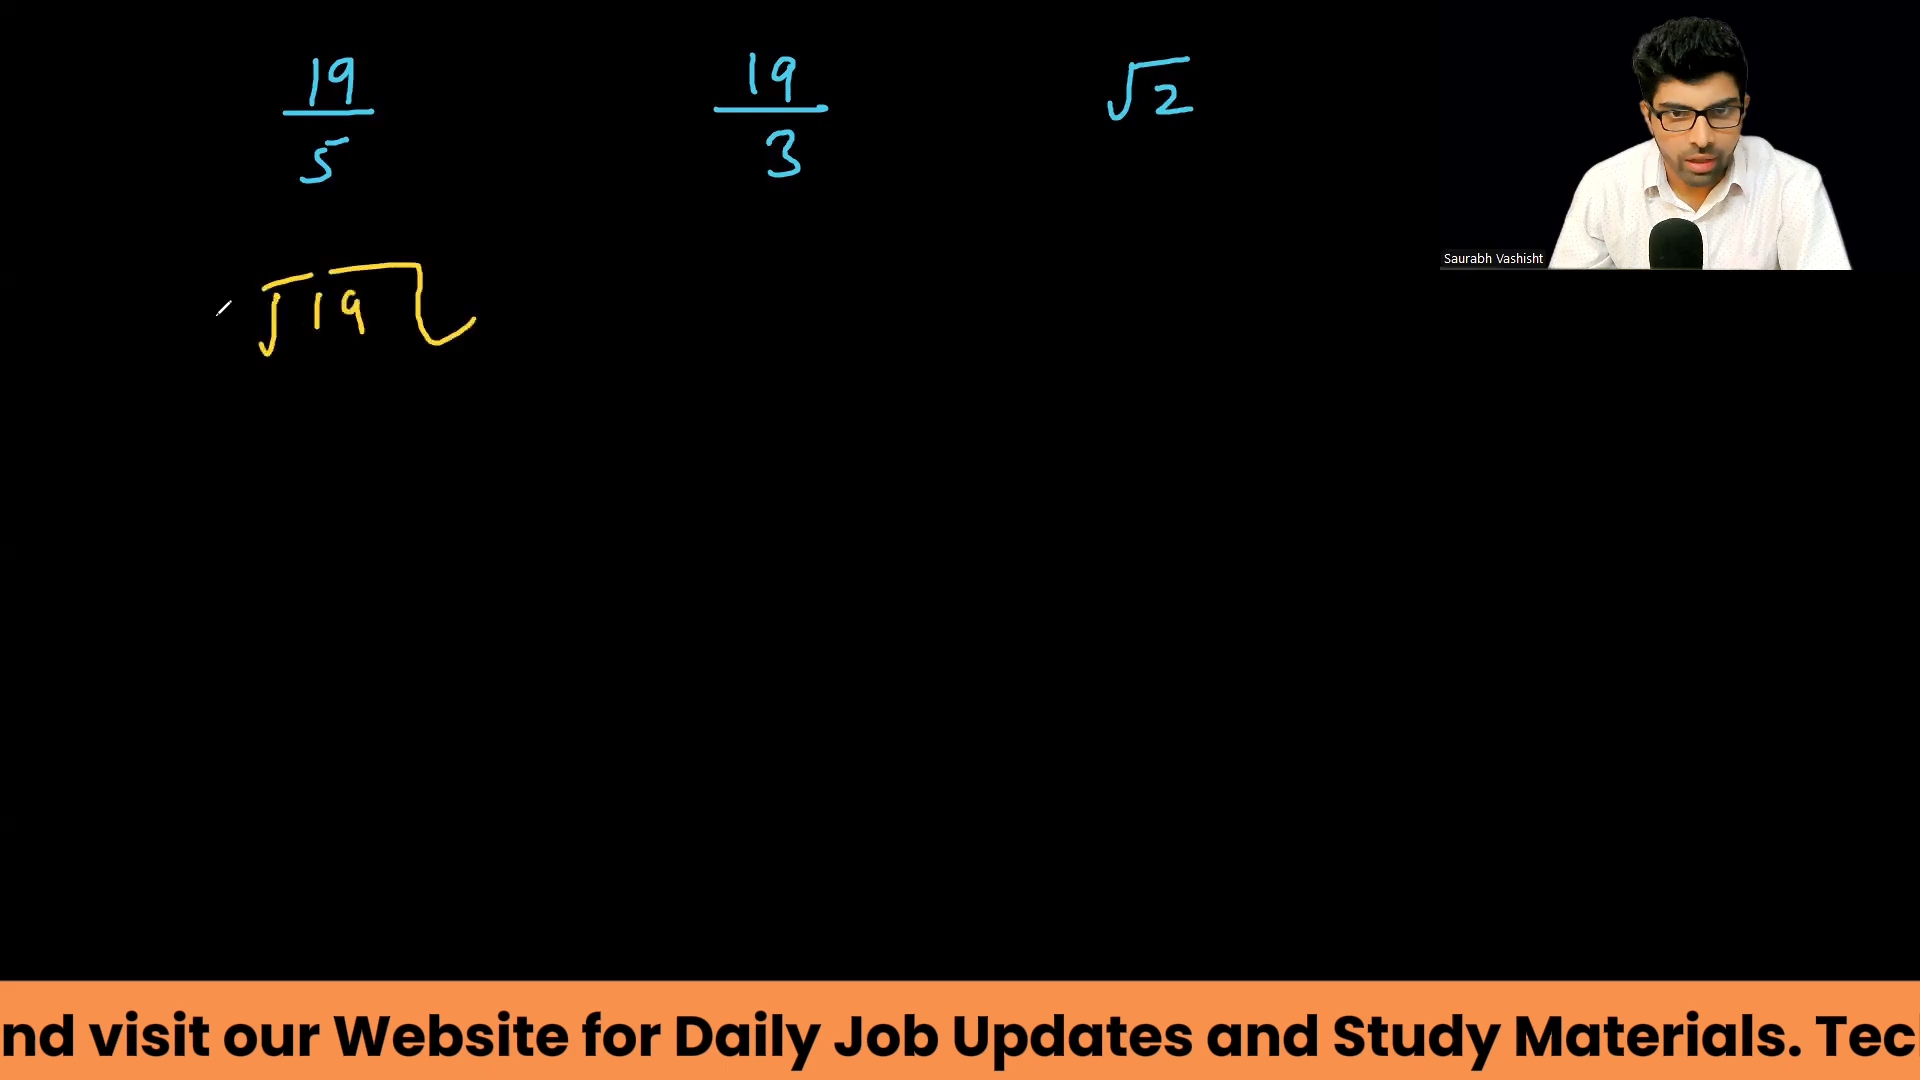 19/5 19/3 √2
19
Saurabh Vashisht
nd visit our Website for Daily Job Updates and Study Materials. Tec